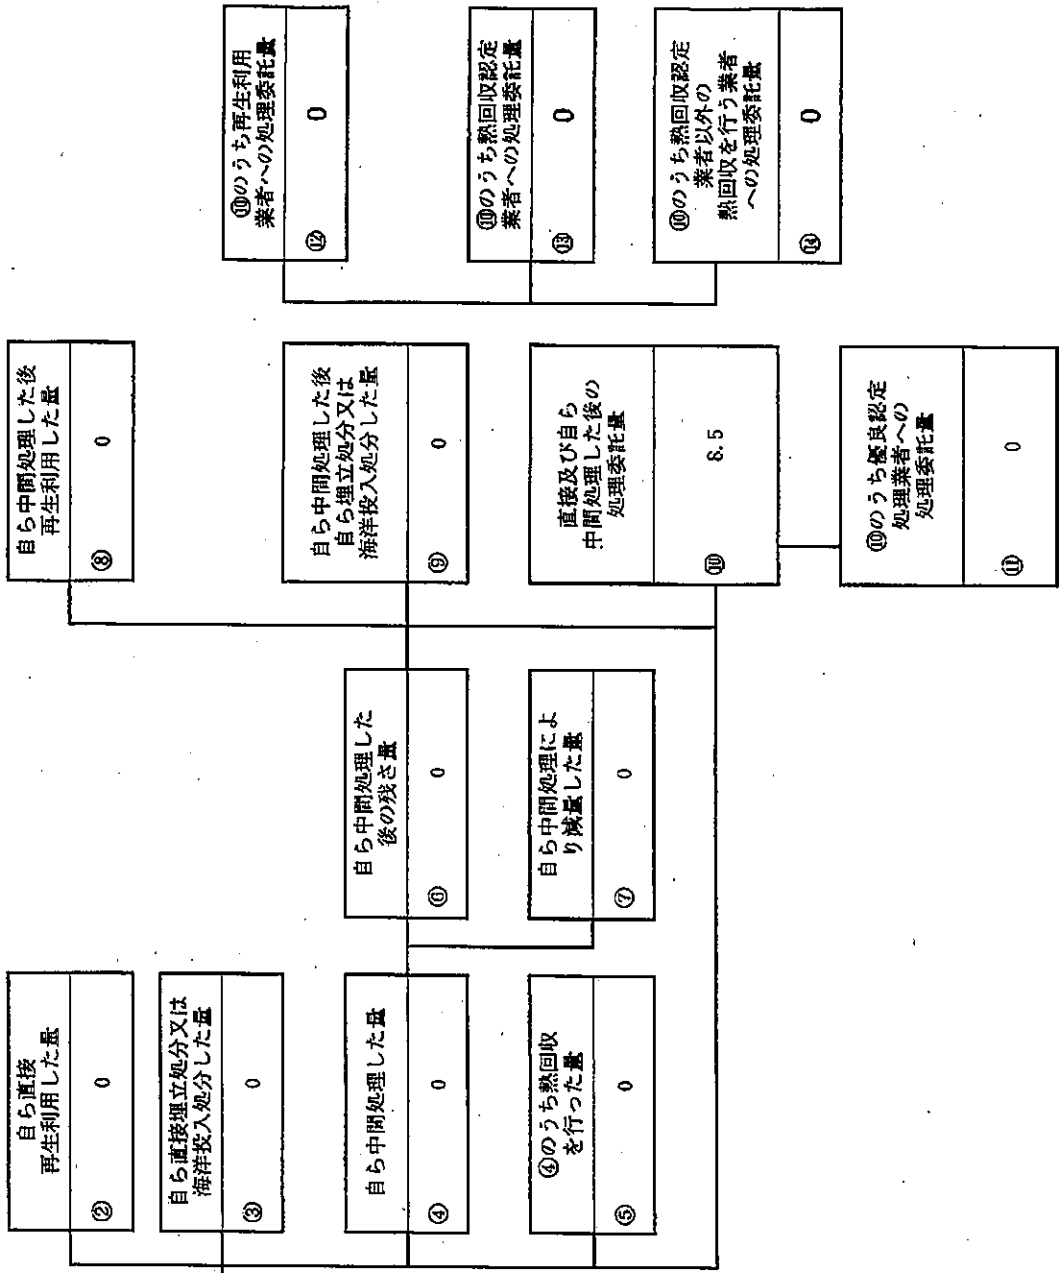 自ら直接
再生利用した量
② 0
自ら直接埋立処分又は
海洋投入処分した量
③ 0
自ら中間処理した量
④ 0
④のうち熱回収
を行った量
⑤ 0
自ら中間処理した
後の残さ量
⑥ 0
自ら中間処理によ
り減量した量
⑦ 0
自ら中間処理した後
再生利用した量
⑧ 0
自ら中間処理した後
自ら埋立処分又は
海洋投入処分した量
⑨ 0
直接及び自ら
中間処理した後の
処理委託量
⑩ 8.5
⑩のうち優良認定
処理業者への
処理委託量
⑪ 0
⑩のうち再生利用
業者への処理委託量
⑫ 0
⑩のうち熱回収認定
業者への処理委託量
⑬ 0
⑩のうち熱回収認定
業者以外の
熱回収を行う業者
への処理委託量
⑭ 0